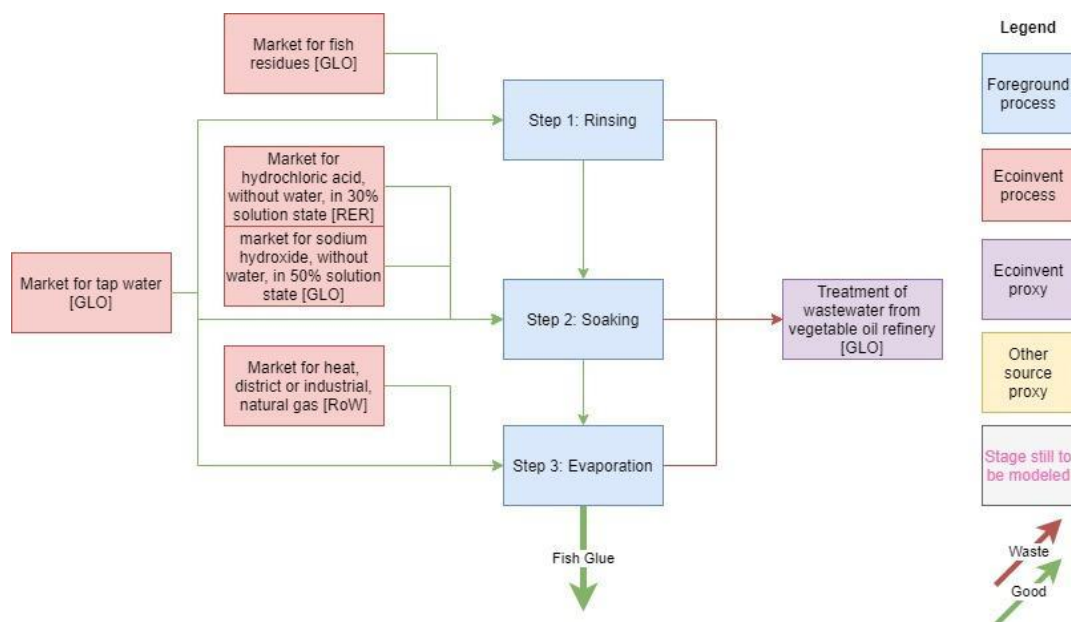 Market for fish
residues [GLO]
Step 1: Rinsing
Market for
hydrochloric acid,
without water, in 30%
solution state [RER]
market for sodium
hydroxide, without
water, in 50% solution
state [GLO]
Market for tap water
[GLO]
Step 2: Soaking
Treatment of
wastewater from
vegetable oil refinery
[GLO]
Market for heat,
district or industrial,
natural gas [RoW]
Step 3: Evaporation
Fish Glue
Legend
Foreground
process
Ecoinvent
process
Ecoinvent
proxy
Other
source
proxy
Stage still to
be modeled
Waste
Good